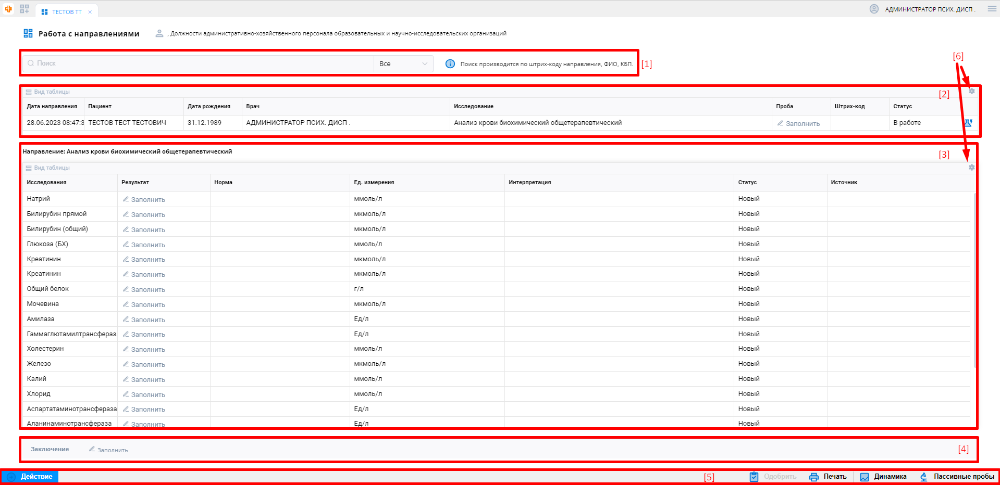 ТЕСТОВ ТТ
АДМИНИСТРАТОР ПСИХ. ДИСП .
Работа с направлениями
, Должности административно-хозяйственного персонала образовательных и научно-исследовательских организаций
Поиск Все Поиск производится по штрих-коду направления, ФИО, КБП. [1]
[6]
Вид таблицы [2]
Дата направления Пациент Дата рождения Врач Исследование Проба Штрих-код Статус
28.06.2023 08:47:3 ТЕСТОВ ТЕСТ ТЕСТОВИЧ 31.12.1989 АДМИНИСТРАТОР ПСИХ. ДИСП . Анализ крови биохимический общетерапевтический Заполнить В работе
Направление: Анализ крови биохимический общетерапевтический [3]
Вид таблицы
Исследования Результат Норма Ед. измерения Интерпретация Статус Источник
Натрий Заполнить ммоль/л Новый
Билирубин прямой Заполнить мкмоль/л Новый
Билирубин (общий) Заполнить мкмоль/л Новый
Глюкоза (БХ) Заполнить ммоль/л Новый
Креатинин Заполнить мкмоль/л Новый
Креатинин Заполнить мкмоль/л Новый
Общий белок Заполнить г/л Новый
Мочевина Заполнить мкмоль/л Новый
Амилаза Заполнить Ед/л Новый
Гаммаглютамилтрансфераз Заполнить Ед/л Новый
Холестерин Заполнить ммоль/л Новый
Железо Заполнить мкмоль/л Новый
Калий Заполнить ммоль/л Новый
Хлорид Заполнить ммоль/л Новый
Аспартатаминотрансфераза Заполнить Ед/л Новый
Аланинаминотрансфераза Заполнить Ед/л Новый
Заключение Заполнить [4]
Действие [5] Одобрить Печать Динамика Пассивные пробы